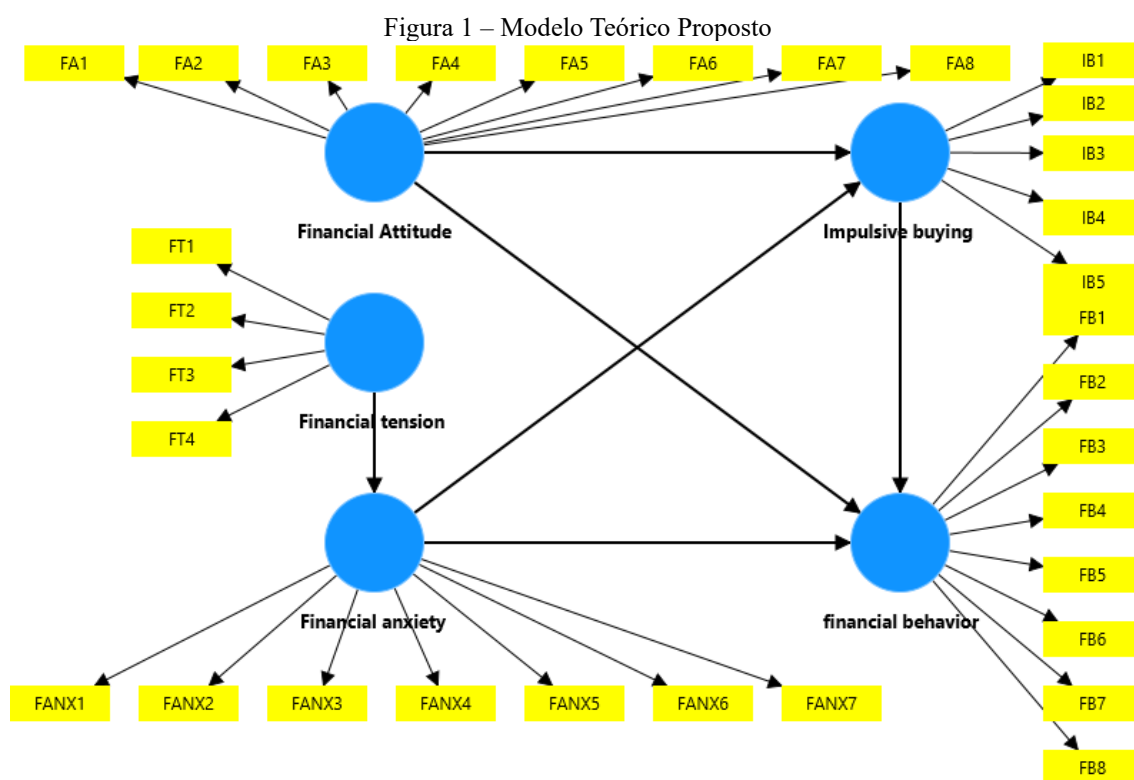 Figura 1 – Modelo Teórico Proposto
FA1 FA2 FA3 FA4 FA5 FA6 FA7 FA8
IB1
IB2
IB3
IB4
IB5
Financial Attitude
Impulsive buying
FT1
FT2
FT3
FT4
Financial tension
FB1
FB2
FB3
FB4
FB5
FB6
FB7
FB8
Financial anxiety
financial behavior
FANX1 FANX2 FANX3 FANX4 FANX5 FANX6 FANX7